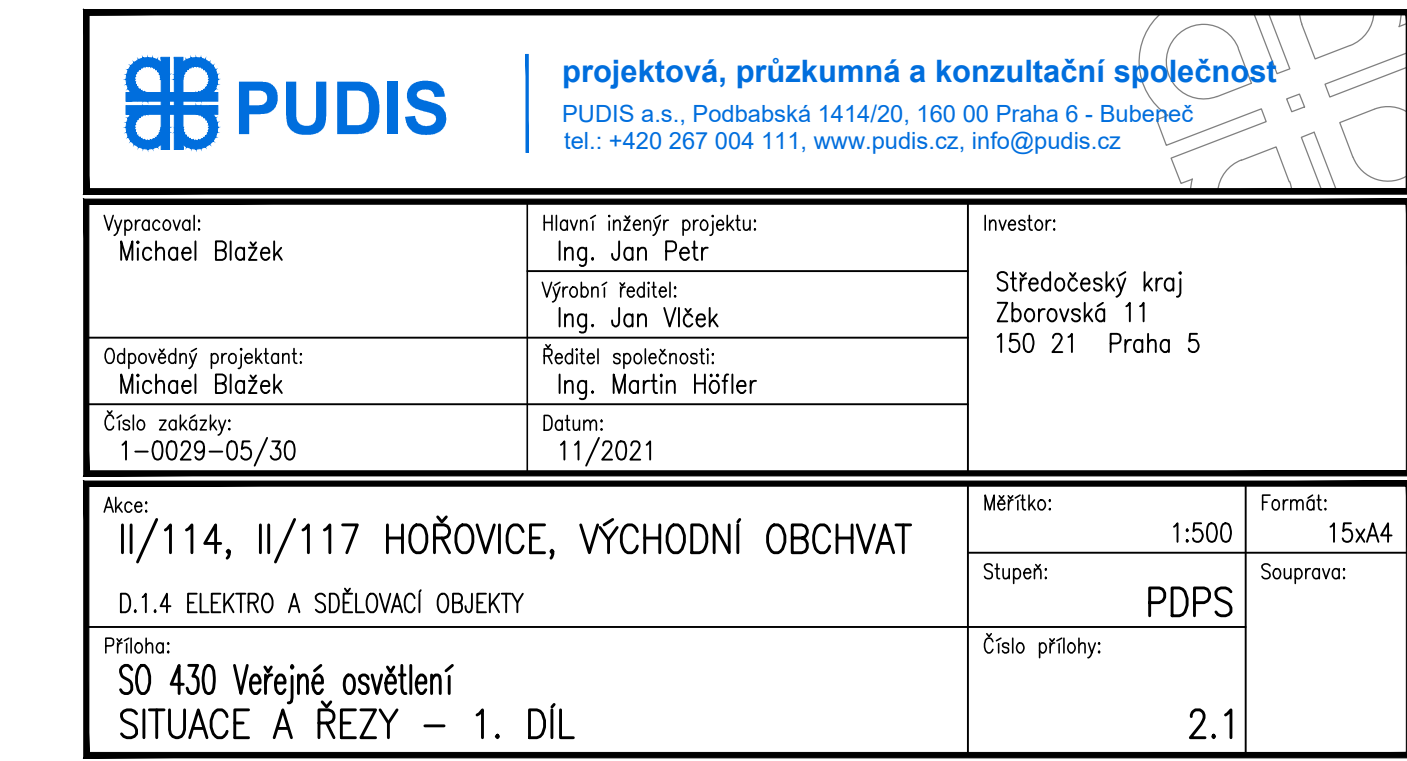 PUDIS
projektová, průzkumná a konzultační společnost
PUDIS a.s., Podbabská 1414/20, 160 00 Praha 6 - Bubeneč
tel.: +420 267 004 111, www.pudis.cz, info@pudis.cz
Vypracoval:
Michael Blažek
Hlavní inženýr projektu:
Ing. Jan Petr
Výrobní ředitel:
Ing. Jan Vlček
Investor:
Středočeský kraj
Zborovská 11
150 21 Praha 5
Odpovědný projektant:
Michael Blažek
Ředitel společnosti:
Ing. Martin Höfler
Číslo zakázky:
1-0029-05/30
Datum:
11/2021
Akce:
II/114, II/117 HOŘOVICE, VÝCHODNÍ OBCHVAT
D.1.4 ELEKTRO A SDĚLOVACÍ OBJEKTY
Měřítko:
1:500
Formát:
15xA4
Stupeň:
PDPS
Souprava:
Příloha:
SO 430 Veřejné osvětlení
SITUACE A ŘEZY – 1. DÍL
Číslo přílohy:
2.1